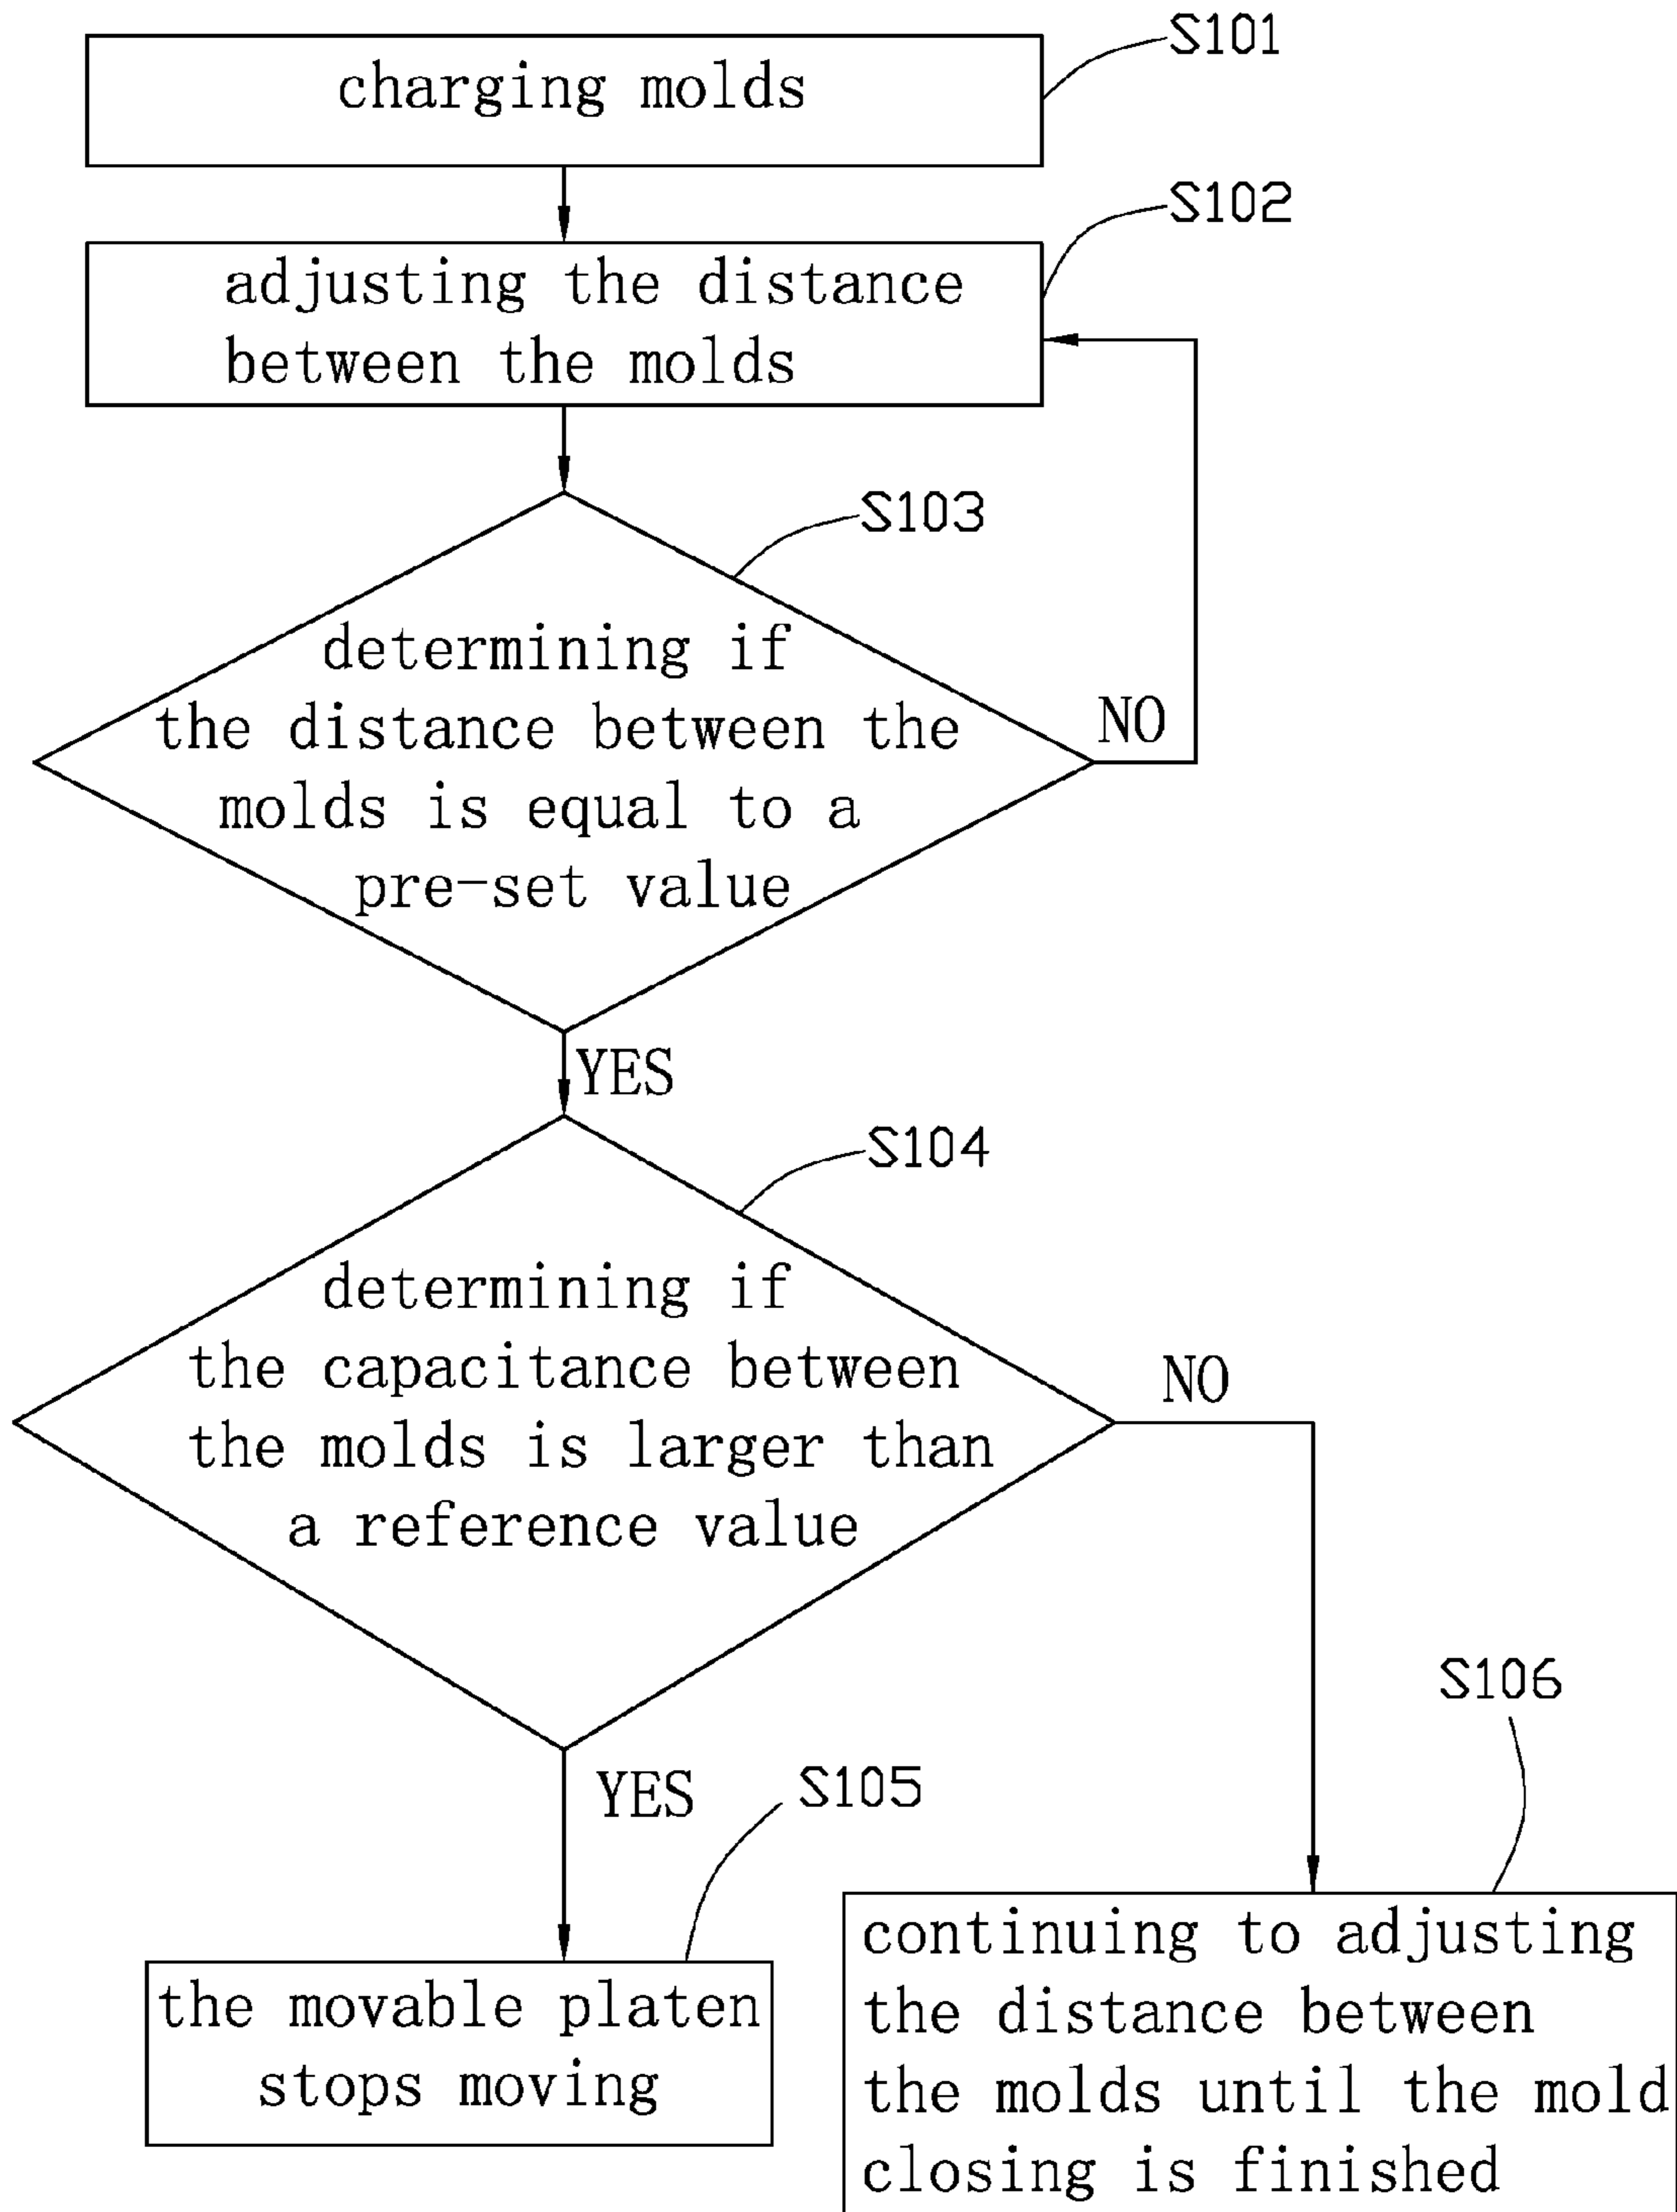 S101
charging molds
S102
adjusting the distance
between the molds
S103
determining if
the distance between the
molds is equal to a
pre-set value
NO
YES
S104
determining if
the capacitance between
the molds is larger than
a reference value
NO
YES
S105
S106
the movable platen
stops moving
continuing to adjusting
the distance between
the molds until the mold
closing is finished